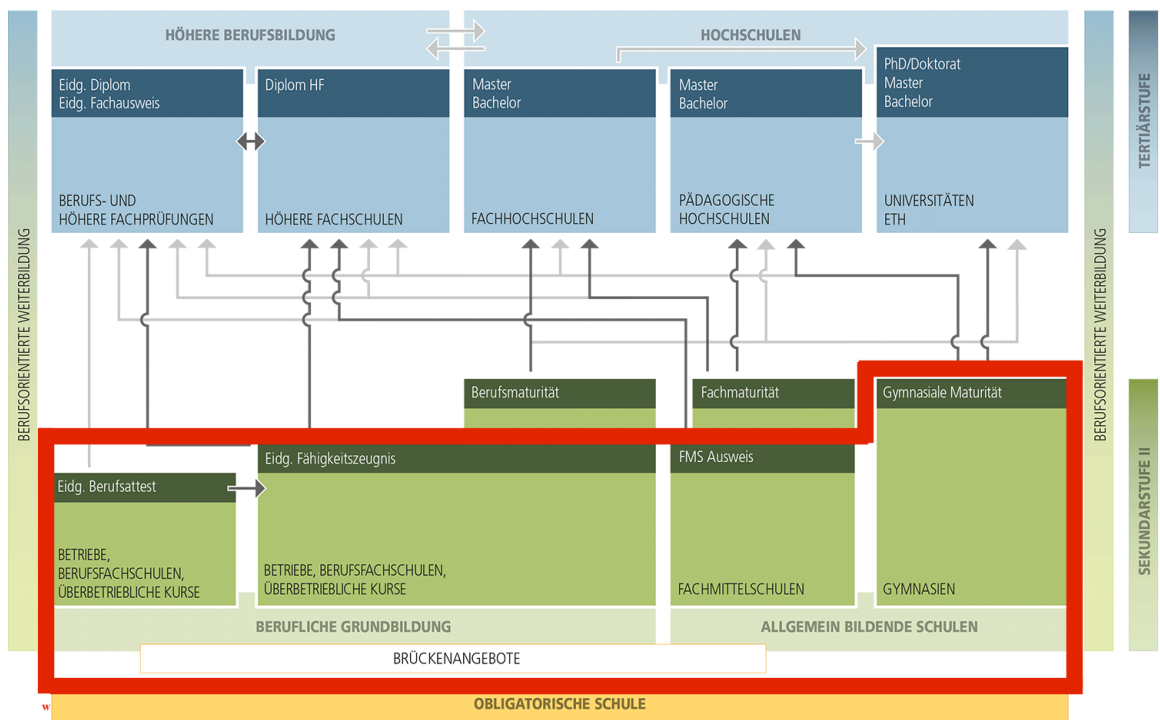 HÖHERE BERUFSBILDUNG
HOCHSCHULEN
Eidg. Diplom
Eidg. Fachausweis
Diplom HF
Master
Bachelor
Master
Bachelor
PhD/Doktorat
Master
Bachelor
BERUFS- UND
HÖHERE FACHPRÜFUNGEN
HÖHERE FACHSCHULEN
FACHHOCHSCHULEN
PÄDAGOGISCHE
HOCHSCHULEN
UNIVERSITÄTEN
ETH
TERTIÄRSTUFE
BERUFSORIENTIERTE WEITERBILDUNG
BERUFSORIENTIERTE WEITERBILDUNG
Berufsmaturität
Fachmaturität
Gymnasiale Maturität
Eidg. Fähigkeitszeugnis
FMS Ausweis
Eidg. Berufsattest
BETRIEBE,
BERUFSFACHSCHULEN,
ÜBERBETRIEBLICHE KURSE
BETRIEBE, BERUFSFACHSCHULEN,
ÜBERBETRIEBLICHE KURSE
FACHMITTELSCHULEN
GYMNASIEN
SEKUNDARSTUFE II
BERUFLICHE GRUNDBILDUNG
ALLGEMEIN BILDENDE SCHULEN
BRÜCKENANGEBOTE
w
OBLIGATORISCHE SCHULE